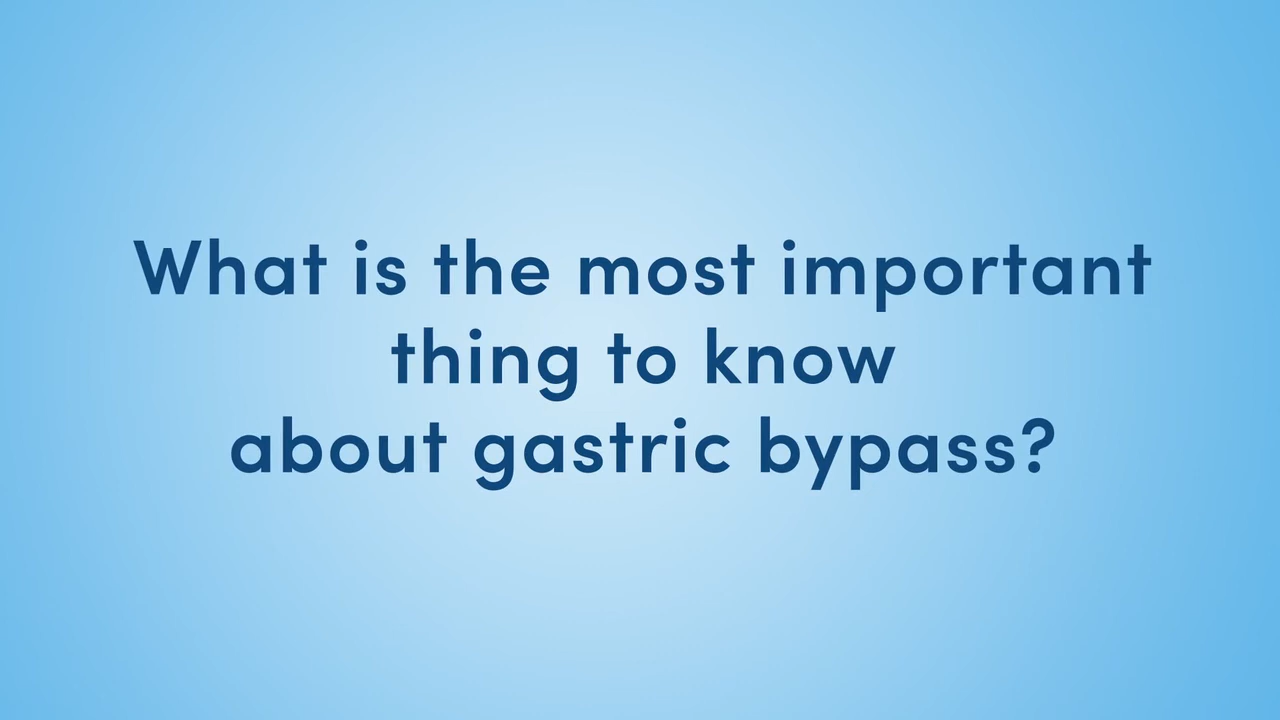 What is the most important
thing to know
about gastric bypass?